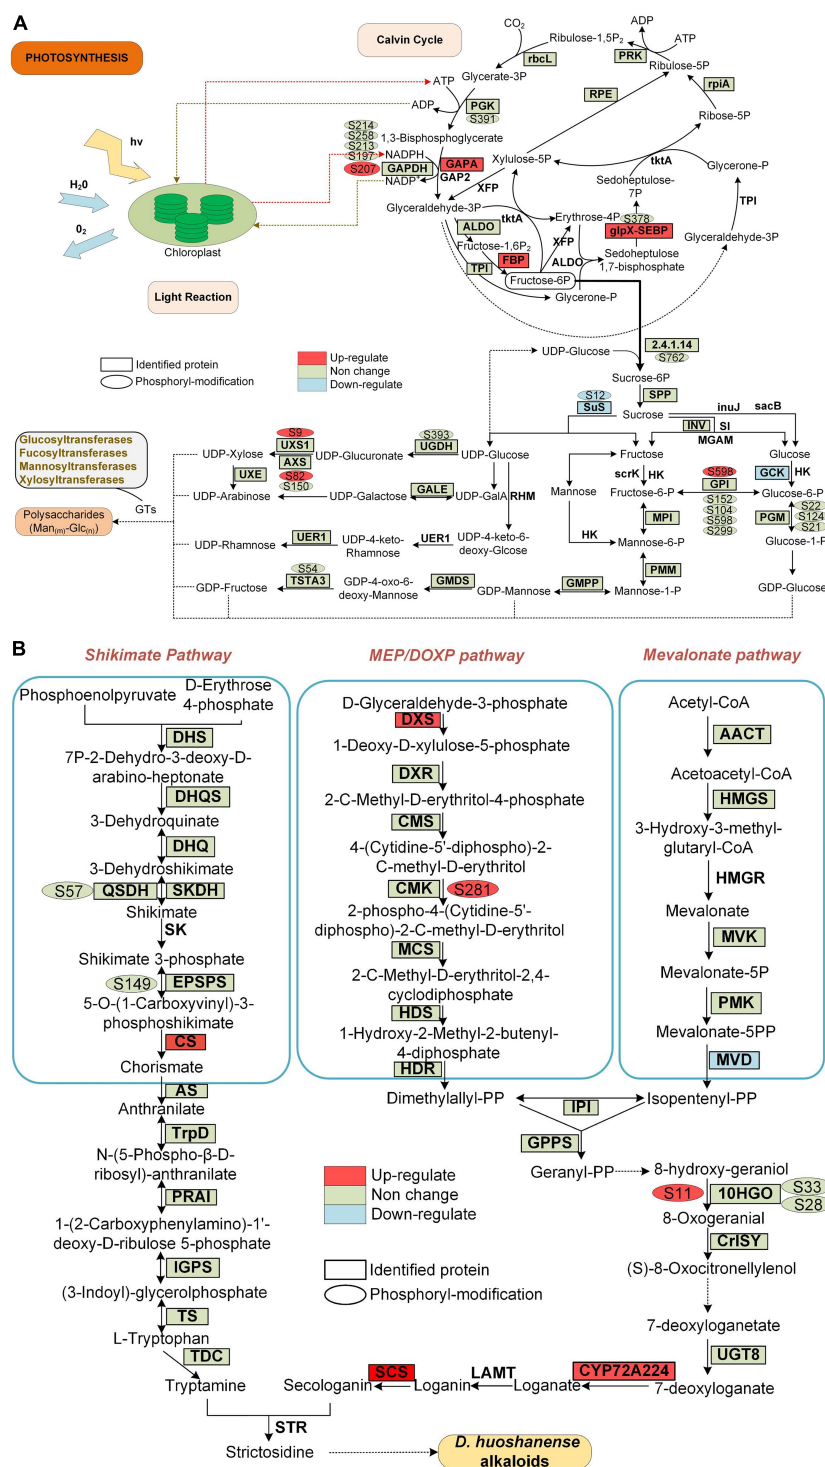 A
PHOTOSYNTHESIS
Calvin Cycle
CO2
Ribulose-1,5P2
ADP
ATP
rbcL
PRK
Ribulose-5P
Glycerate-3P
ATP
ADP
PGK
S391
RPE
rpiA
Ribose-5P
S214
S258
S213
S197
S207
1,3-Bisphosphoglycerate
NADPH
GAPDH
NADP+
GAPA
GAP2
Xylulose-5P
XFP
tktA
Glycerone-P
Sedoheptulose-
7P
hv
H20
02
Chloroplast
Glyceraldehyde-3P
tktA
ALDO
Erythrose-4P
S378
glpX-SEBP
TPI
Glyceraldehyde-3P
Fructose-1,6P2
XFP
FBP
TPI
ALDO
Sedoheptulose
1,7-bisphosphate
Fructose-6P
Glycerone-P
Light Reaction
Identified protein
Phosphoryl-modification
Up-regulate
Non change
Down-regulate
UDP-Glucose
2.4.1.14
S762
Sucrose-6P
SPP
S12
SuS
Sucrose
inuJ
sacB
INV
SI
MGAM
Glucosyltransferases
Fucosyltransferases
Mannosyltransferases
Xylosyltransferases
GTs
Polysaccharides
(Man(m)-Glc(n))
UDP-Xylose
S9
UXS1
AXS
S82
S150
UXE
UDP-Glucuronate
S393
UGDH
UDP-Glucose
Fructose
Glucose
scrK
HK
S598
GPI
S152
S104
S598
S299
GCK
HK
UDP-Arabinose
UDP-Galactose
GALE
UDP-GalA
RHM
Mannose
Fructose-6P
Glucose-6P
MPI
PGM
S22
S124
S21
UDP-Rhamnose
UER1
UDP-4-keto-
Rhamnose
UER1
UDP-4-keto-6-
deoxy-Glcose
HK
Mannose-6P
Glucose-1-P
S54
TSTA3
GDP-Fructose
GDP-4-oxo-6-
deoxy-Mannose
GMDS
GDP-Mannose
GMPP
PMM
Mannose-1-P
GDP-Glucose
B
Shikimate Pathway
MEP/DOXP pathway
Mevalonate pathway
Phosphoenolpyruvate
D-Erythrose
4-phosphate
DHS
7P-2-Dehydro-3-deoxy-D-
arabino-heptonate
DHQS
3-Dehydroquinate
DHQ
3-Dehydroshikimate
S57
QSDH
SKDH
Shikimate
SK
Shikimate 3-phosphate
S149
EPSPS
5-O-(1-Carboxyvinyl)-3-
phosphoshikimate
CS
Chorismate
AS
Anthranilate
TrpD
N-(5-Phospho-β-D-
ribosyl)-anthranilate
PRAI
1-(2-Carboxyphenylamino)-1'-
deoxy-D-ribulose 5-phosphate
IGPS
(3-Indoyl)-glycerolphosphate
TS
L-Tryptophan
TDC
Tryptamine
D-Glyceraldehyde-3-phosphate
DXS
1-Deoxy-D-xylulose-5-phosphate
DXR
2-C-Methyl-D-erythritol-4-phosphate
CMS
4-(Cytidine-5'-diphospho)-2-
C-methyl-D-erythritol
CMK
S281
2-phospho-4-(Cytidine-5'-
diphospho)-2-C-methyl-D-erythritol
MCS
2-C-Methyl-D-erythritol-2,4-
cyclodiphosphate
HDS
1-Hydroxy-2-Methyl-2-butenyl-
4-diphosphate
HDR
Dimethylallyl-PP
Acetyl-CoA
AACT
Acetoacetyl-CoA
HMGS
3-Hydroxy-3-methyl-
glutaryl-CoA
HMGR
Mevalonate
MVK
Mevalonate-5P
PMK
Mevalonate-5PP
MVD
Isopentenyl-PP
IPI
GPPS
Geranyl-PP
8-hydroxy-geraniol
S11
10HGO
S33
S28
8-Oxogeranial
CrISY
(S)-8-Oxocitronellylenol
7-deoxyloganetate
UGT8
7-deoxyloganate
Up-regulate
Non change
Down-regulate
Identified protein
Phosphoryl-modification
CYP72A224
Loganate
LAMT
Loganin
SCS
Secologanin
STR
Strictosidine
D. huoshanense
alkaloids